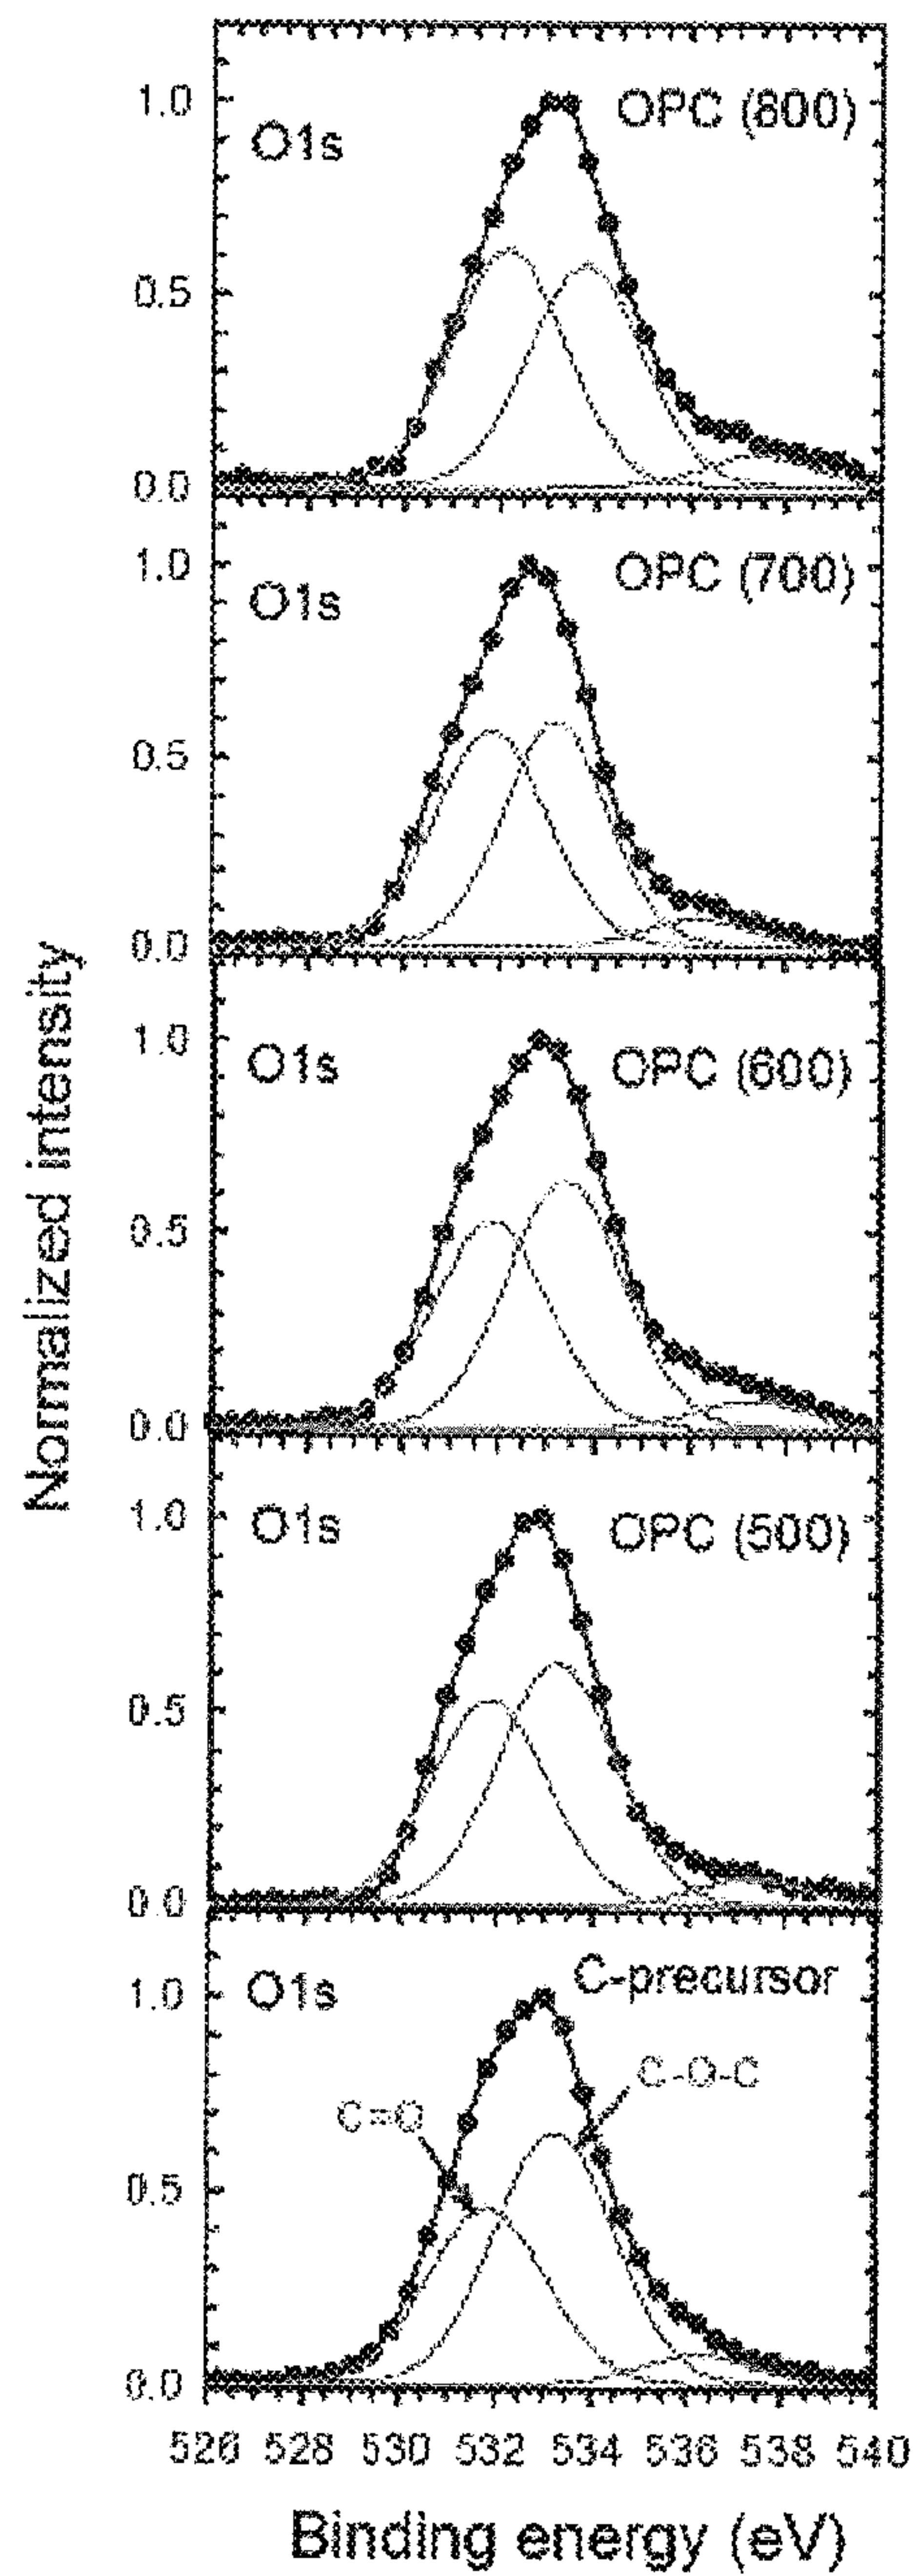 1.0
O1s
OPC (800)
0.5
0.0
1.0
O1s
OPC (700)
0.5
0.0
1.0
O1s
OPC (600)
0.5
0.0
1.0
O1s
OPC (500)
0.5
0.0
1.0
O1s
C-precursor
C-O-C
C=O
0.5
0.0
526 528 530 532 534 536 538 540
Binding energy (eV)
Normalized intensity